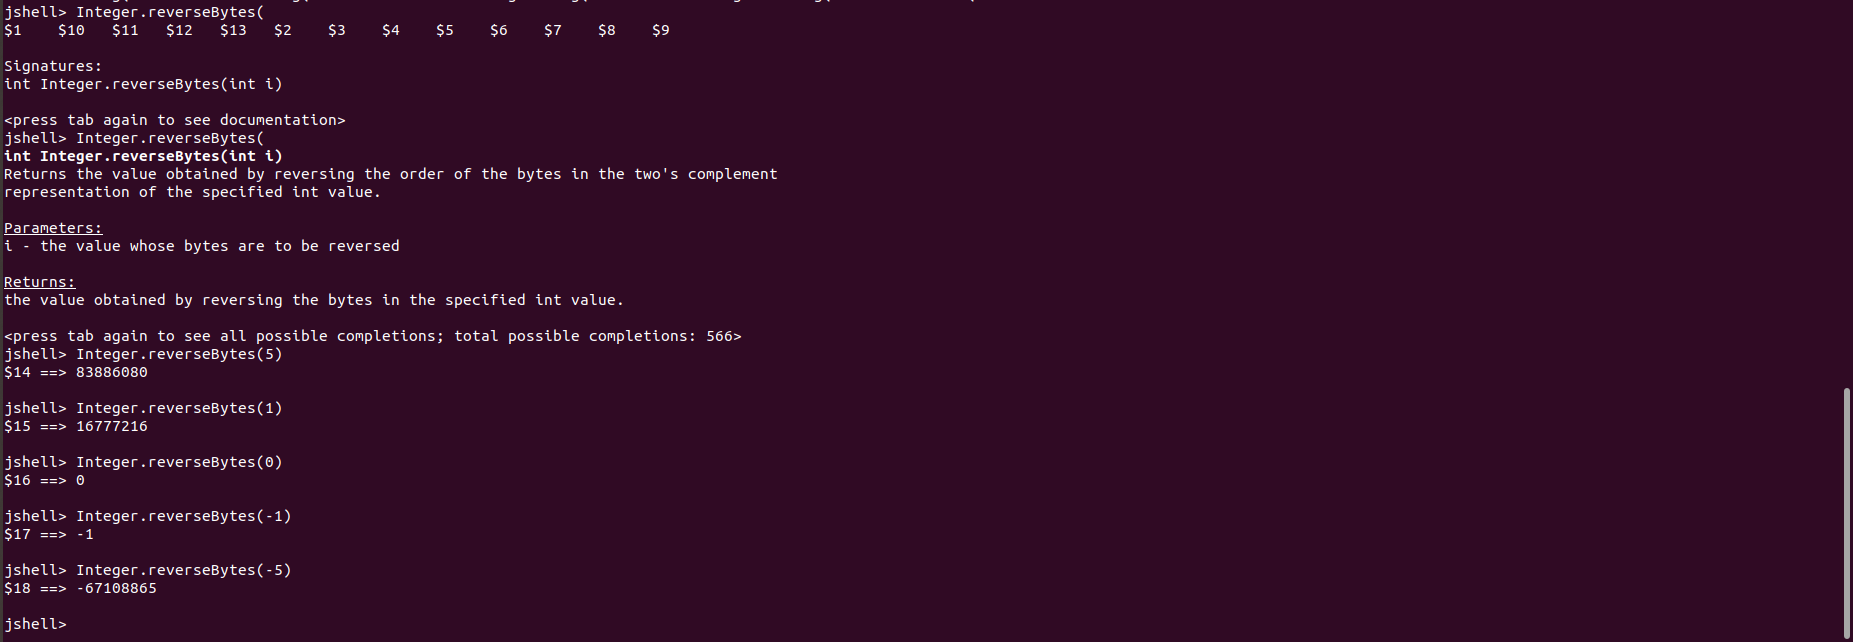 jshell> Integer.reverseBytes(
$1    $10   $11   $12   $13   $2    $3    $4    $5    $6    $7    $8    $9
Signatures:
int Integer.reverseBytes(int i)
<press tab again to see documentation>
jshell> Integer.reverseBytes(
int Integer.reverseBytes(int i)
Returns the value obtained by reversing the order of the bytes in the two's complement
representation of the specified int value.
Parameters:
i - the value whose bytes are to be reversed
Returns:
the value obtained by reversing the bytes in the specified int value.
<press tab again to see all possible completions; total possible completions: 566>
jshell> Integer.reverseBytes(5)
$14 ==> 83886080
jshell> Integer.reverseBytes(1)
$15 ==> 16777216
jshell> Integer.reverseBytes(0)
$16 ==> 0
jshell> Integer.reverseBytes(-1)
$17 ==> -1
jshell> Integer.reverseBytes(-5)
$18 ==> -67108865
jshell>